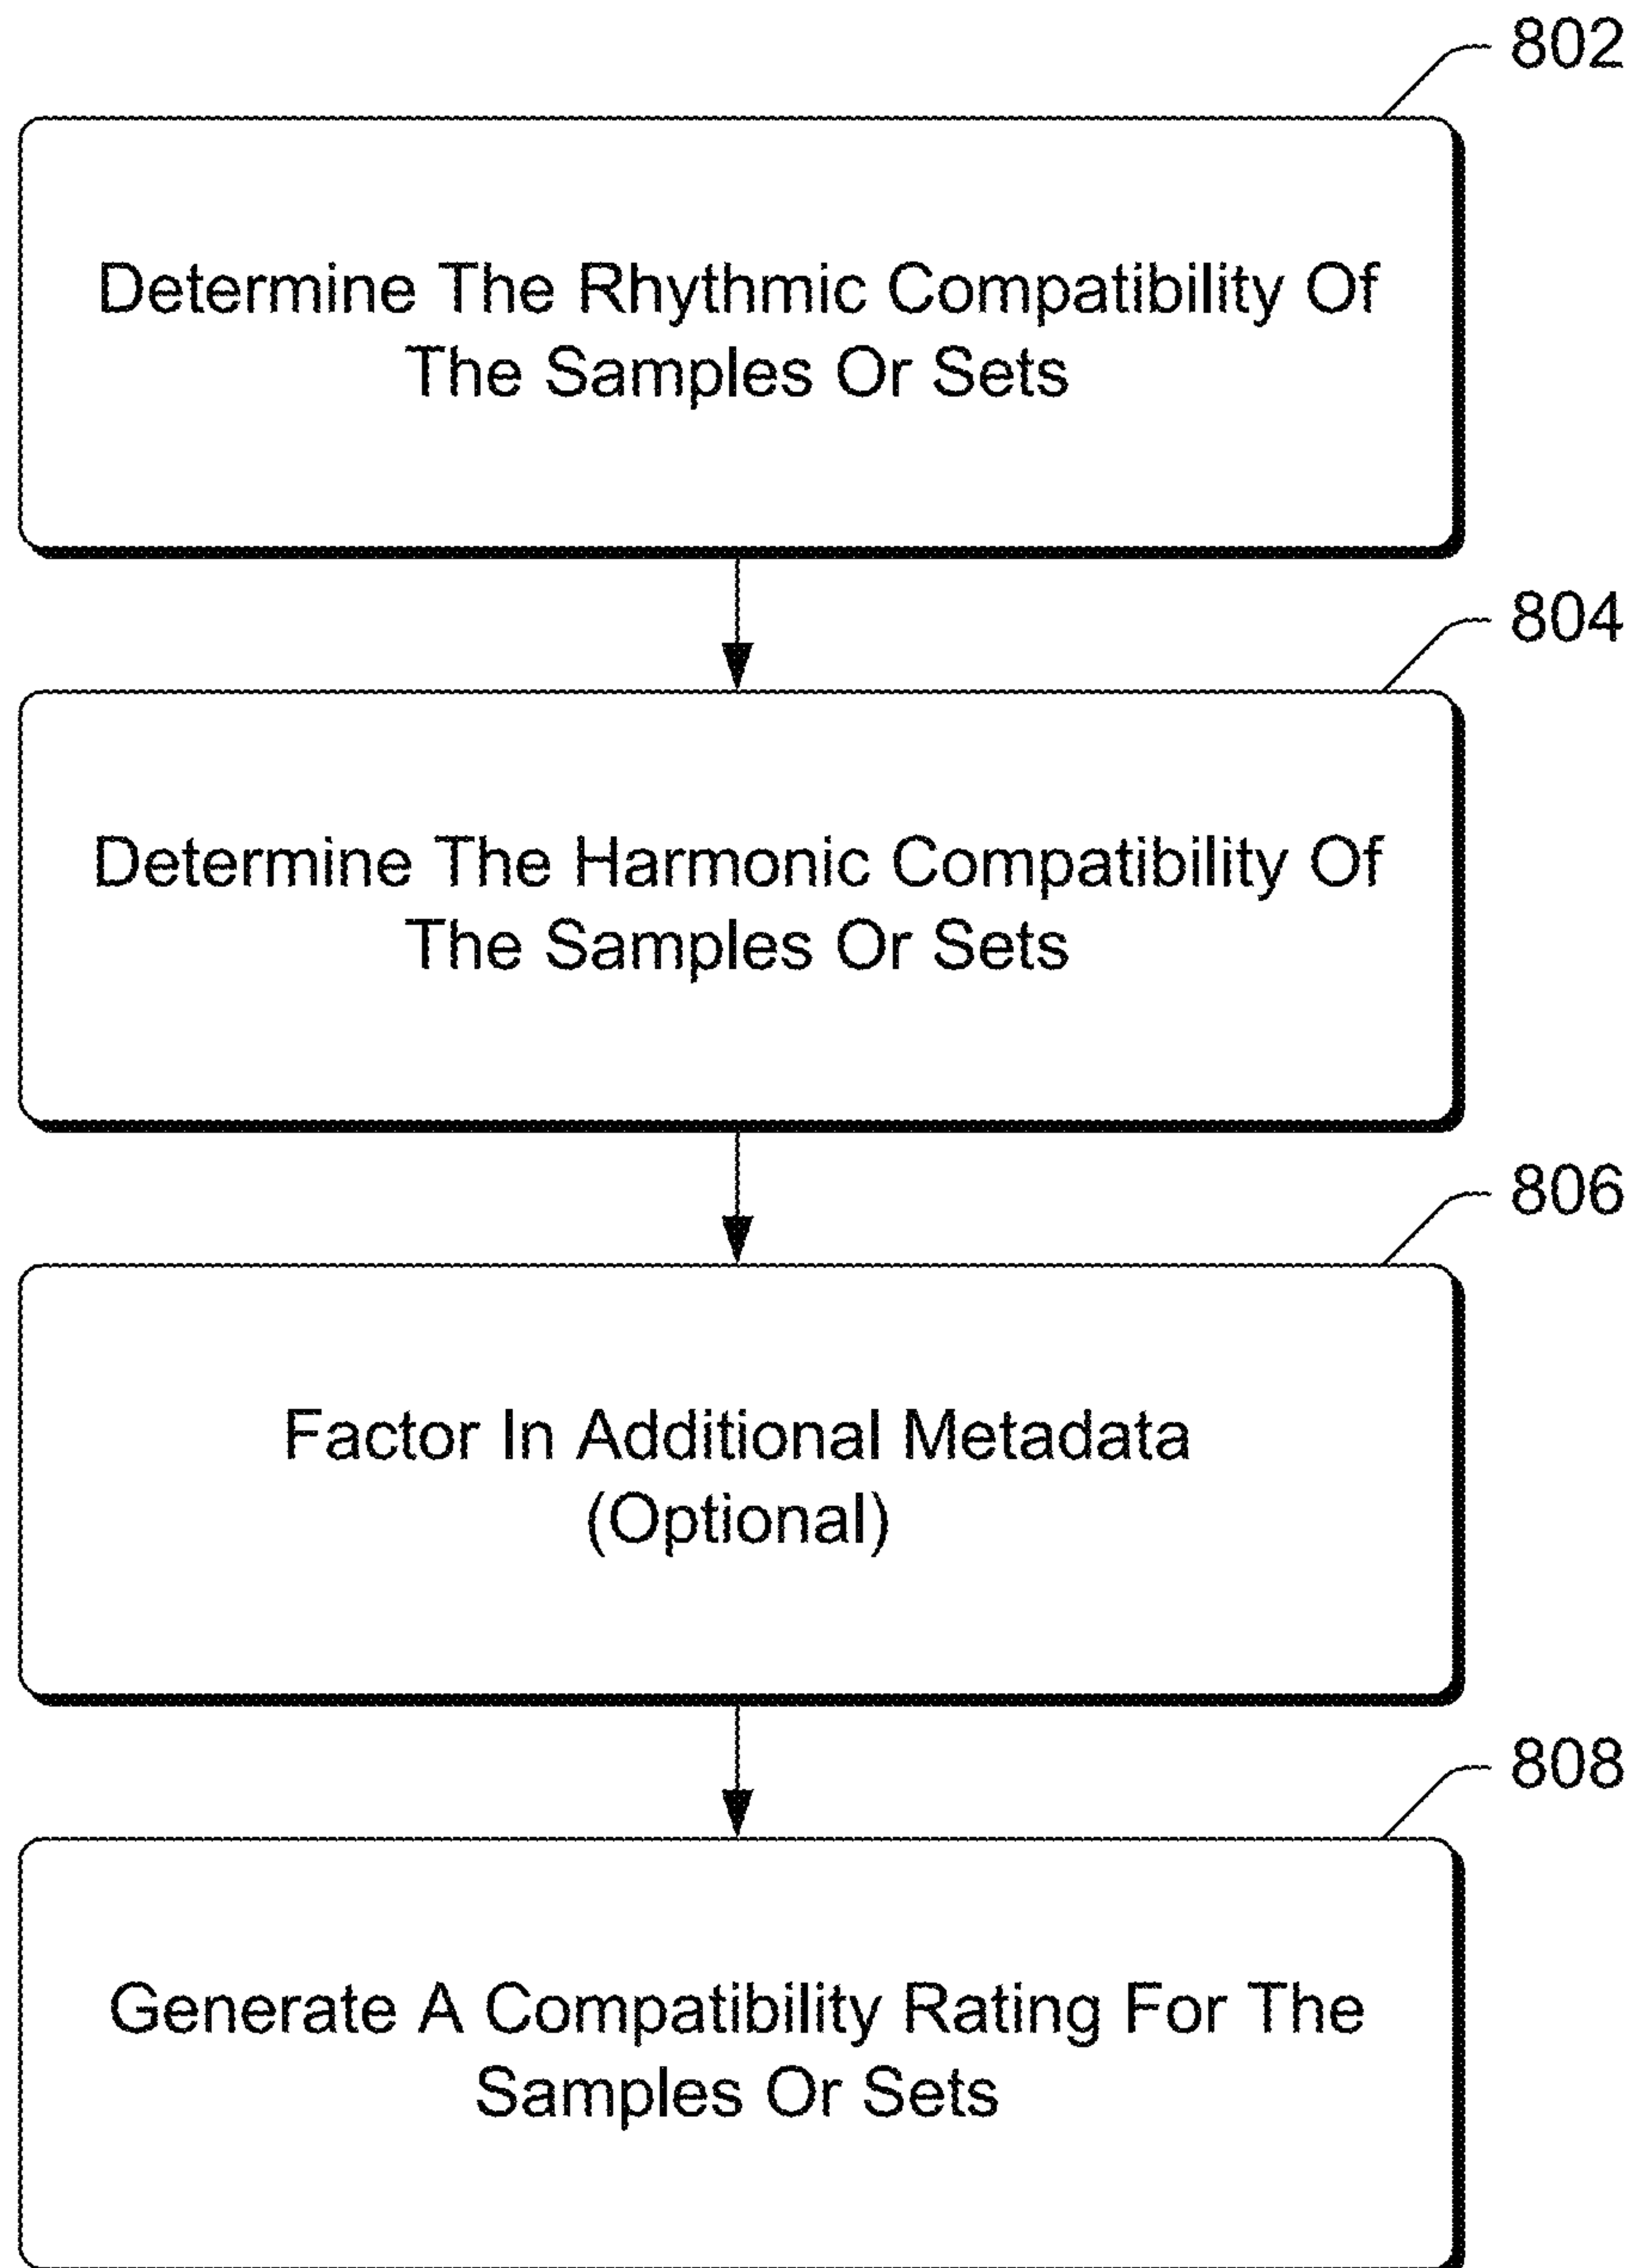 802
Determine The Rhythmic Compatibility Of
The Samples Or Sets
804
Determine The Harmonic Compatibility Of
The Samples Or Sets
806
Factor In Additional Metadata
(Optional)
808
Generate A Compatibility Rating For The
Samples Or Sets